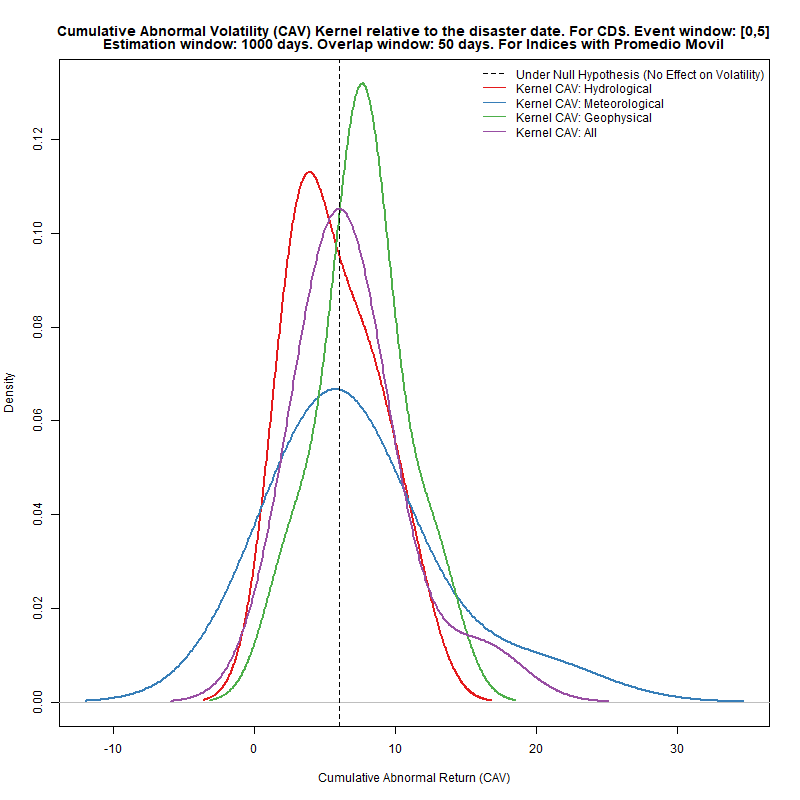 Cumulative Abnormal Volatility (CAV) Kernel relative to the disaster date. For CDS. Event window: [0,5]
Estimation window: 1000 days. Overlap window: 50 days. For Indices with Promedio Movil
Under Null Hypothesis (No Effect on Volatility)
Kernel CAV: Hydrological
Kernel CAV: Meteorological
Kernel CAV: Geophysical
Kernel CAV: All
Density
0.00
0.02
0.04
0.06
0.08
0.10
0.12
-10
0
10
20
30
Cumulative Abnormal Return (CAV)